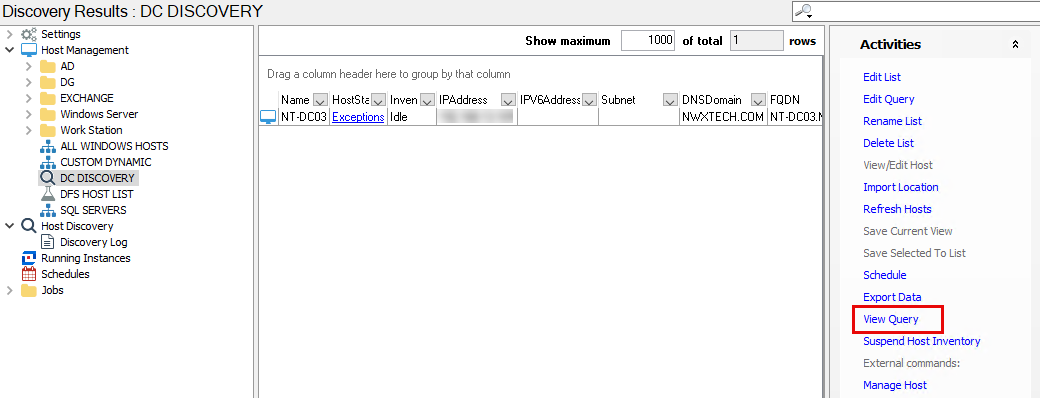 Discovery Results : DC DISCOVERY
Settings
Host Management
AD
DG
EXCHANGE
Windows Server
Work Station
ALL WINDOWS HOSTS
CUSTOM DYNAMIC
DC DISCOVERY
DFS HOST LIST
SQL SERVERS
Host Discovery
Discovery Log
Running Instances
Schedules
Jobs
Show maximum 1000 of total 1 rows
Drag a column header here to group by that column
Name HostSta Inven IPAddress IPV6Address Subnet DNSDomain FQDN
NT-DC03 Exceptions Idle NWXTECH.COM NT-DC03.N
Activities
Edit List
Edit Query
Rename List
Delete List
View/Edit Host
Import Location
Refresh Hosts
Save Current View
Save Selected To List
Schedule
Export Data
View Query
Suspend Host Inventory
External commands:
Manage Host